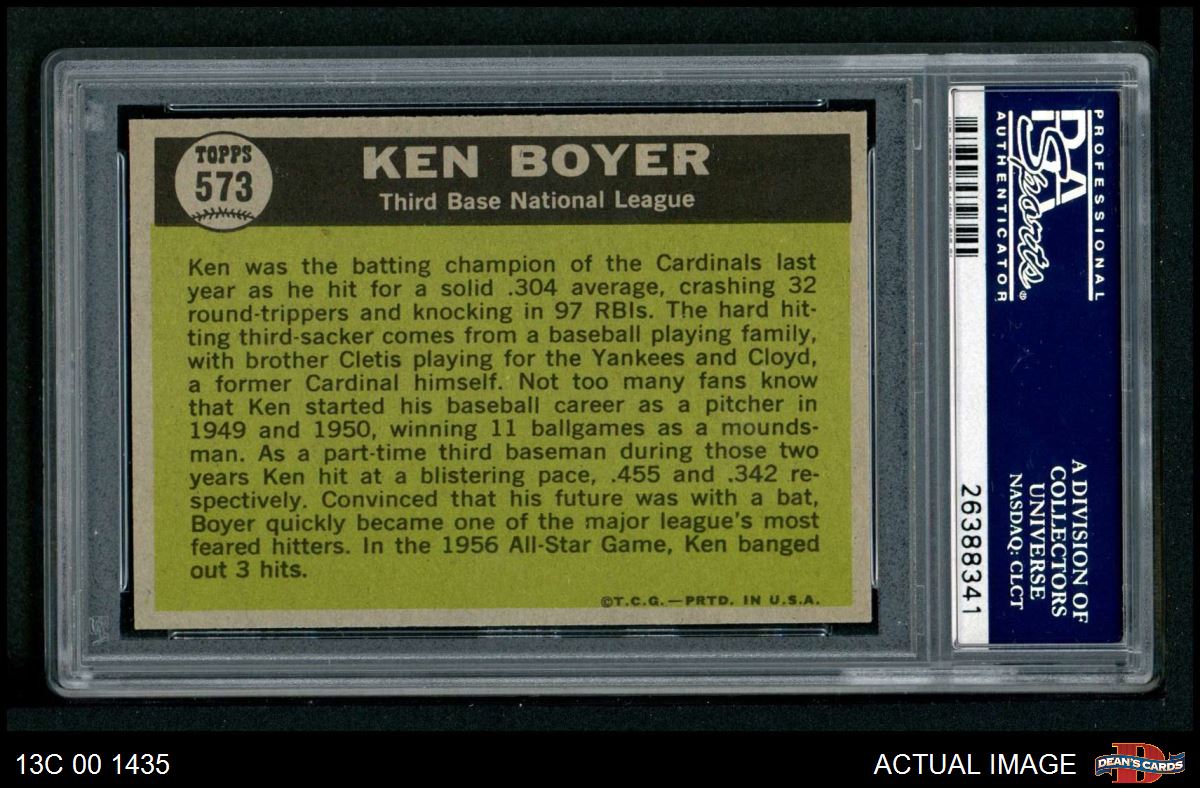 TOPPS
573
KEN BOYER
Third Base National League
Ken was the batting champion of the Cardinals last
year as he hit for a solid .304 average, crashing 32
round-trippers and knocking in 97 RBIs. The hard hit-
ting third-sacker comes from a baseball playing family,
with brother Cletis playing for the Yankees and Cloyd,
a former Cardinal himself. Not too many fans know
that Ken started his baseball career as a pitcher in
1949 and 1950, winning 11 ballgames as a mounds-
man. As a part-time third baseman during those two
years Ken hit at a blistering pace, .455 and .342 re-
spectively. Convinced that his future was with a bat,
Boyer quickly became one of the major league's most
feared hitters. In the 1956 All-Star Game, Ken banged
out 3 hits.
©T.C.G.—PRTD. IN U.S.A.
PROFESSIONAL
PSA
Sports®
AUTHENTICATOR
A DIVISION OF
COLLECTORS
UNIVERSE
NASDAQ: CLCT
26388341
13C 00 1435
ACTUAL IMAGE
D
DEAN'S CARDS